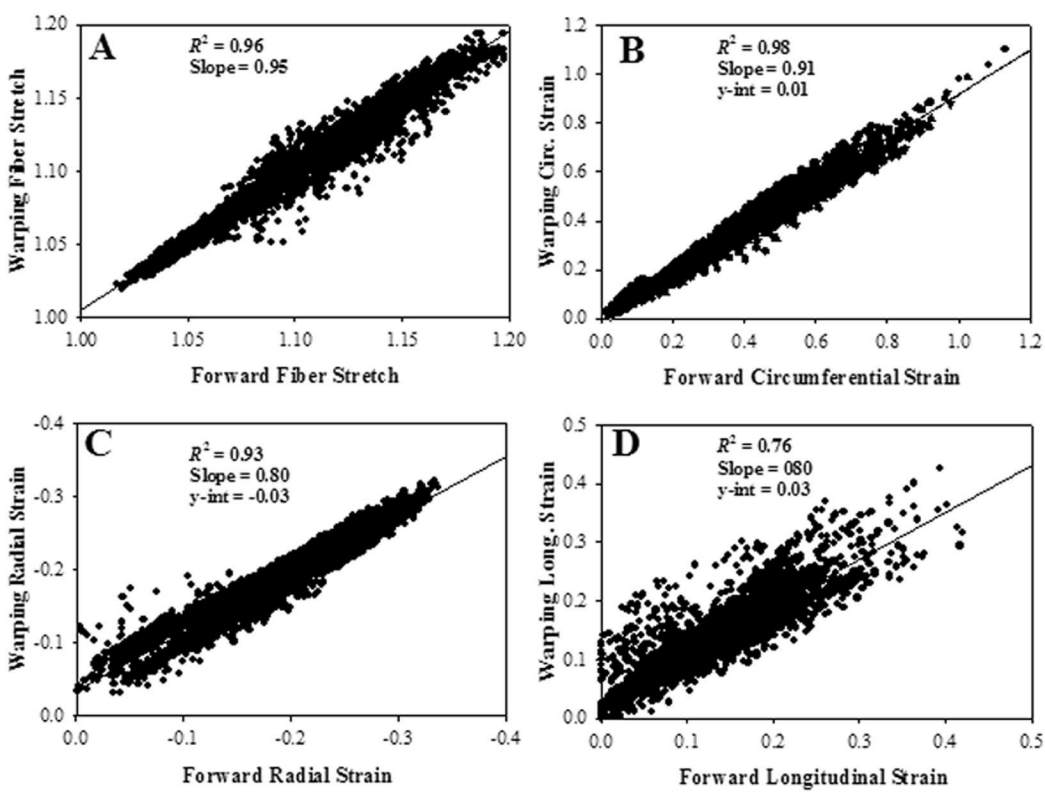 A
R² = 0.96
Slope = 0.95
1.20
1.15
1.10
1.05
1.00
1.00 1.05 1.10 1.15 1.20
Warping Fiber Stretch
Forward Fiber Stretch
B
R² = 0.98
Slope = 0.91
y-int = 0.01
1.2
1.0
0.8
0.6
0.4
0.2
0.0
0.0 0.2 0.4 0.6 0.8 1.0 1.2
Warping Circ. Strain
Forward Circumferential Strain
C
R² = 0.93
Slope = 0.80
y-int = -0.03
-0.4
-0.3
-0.2
-0.1
0.0
0.0 -0.1 -0.2 -0.3 -0.4
Warping Radial Strain
Forward Radial Strain
D
R² = 0.76
Slope = 080
y-int = 0.03
0.5
0.4
0.3
0.2
0.1
0.0
0.0 0.1 0.2 0.3 0.4 0.5
Warping Long. Strain
Forward Longitudinal Strain